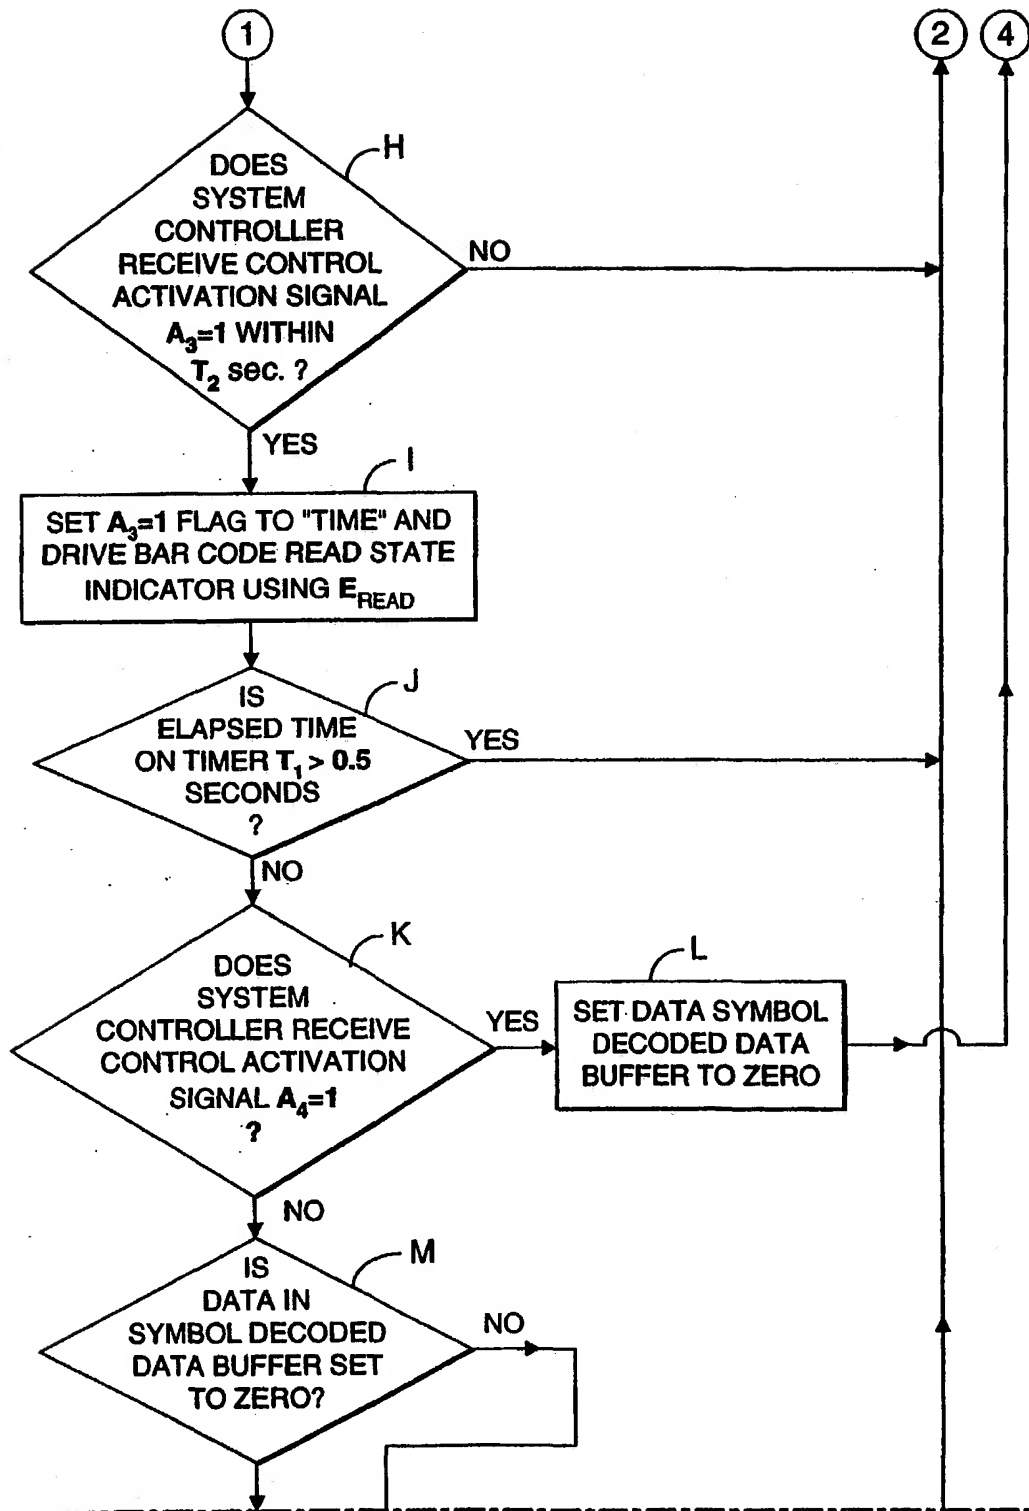 1
2
4
H
DOES
SYSTEM
CONTROLLER
RECEIVE CONTROL
ACTIVATION SIGNAL
A3=1 WITHIN
T2 sec. ?
NO
YES
I
SET A3=1 FLAG TO "TIME" AND
DRIVE BAR CODE READ STATE
INDICATOR USING EREAD
J
IS
ELAPSED TIME
ON TIMER T1 > 0.5
SECONDS
?
YES
NO
K
DOES
SYSTEM
CONTROLLER RECEIVE
CONTROL ACTIVATION
SIGNAL A4=1
?
YES
L
SET DATA SYMBOL
DECODED DATA
BUFFER TO ZERO
NO
M
IS
DATA IN
SYMBOL DECODED
DATA BUFFER SET
TO ZERO?
NO